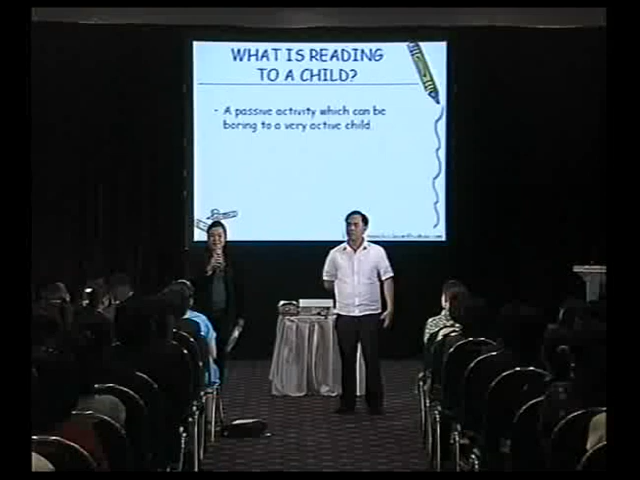 WHAT IS READING
TO A CHILD?
- A passive activity which can be
boring to a very active child.